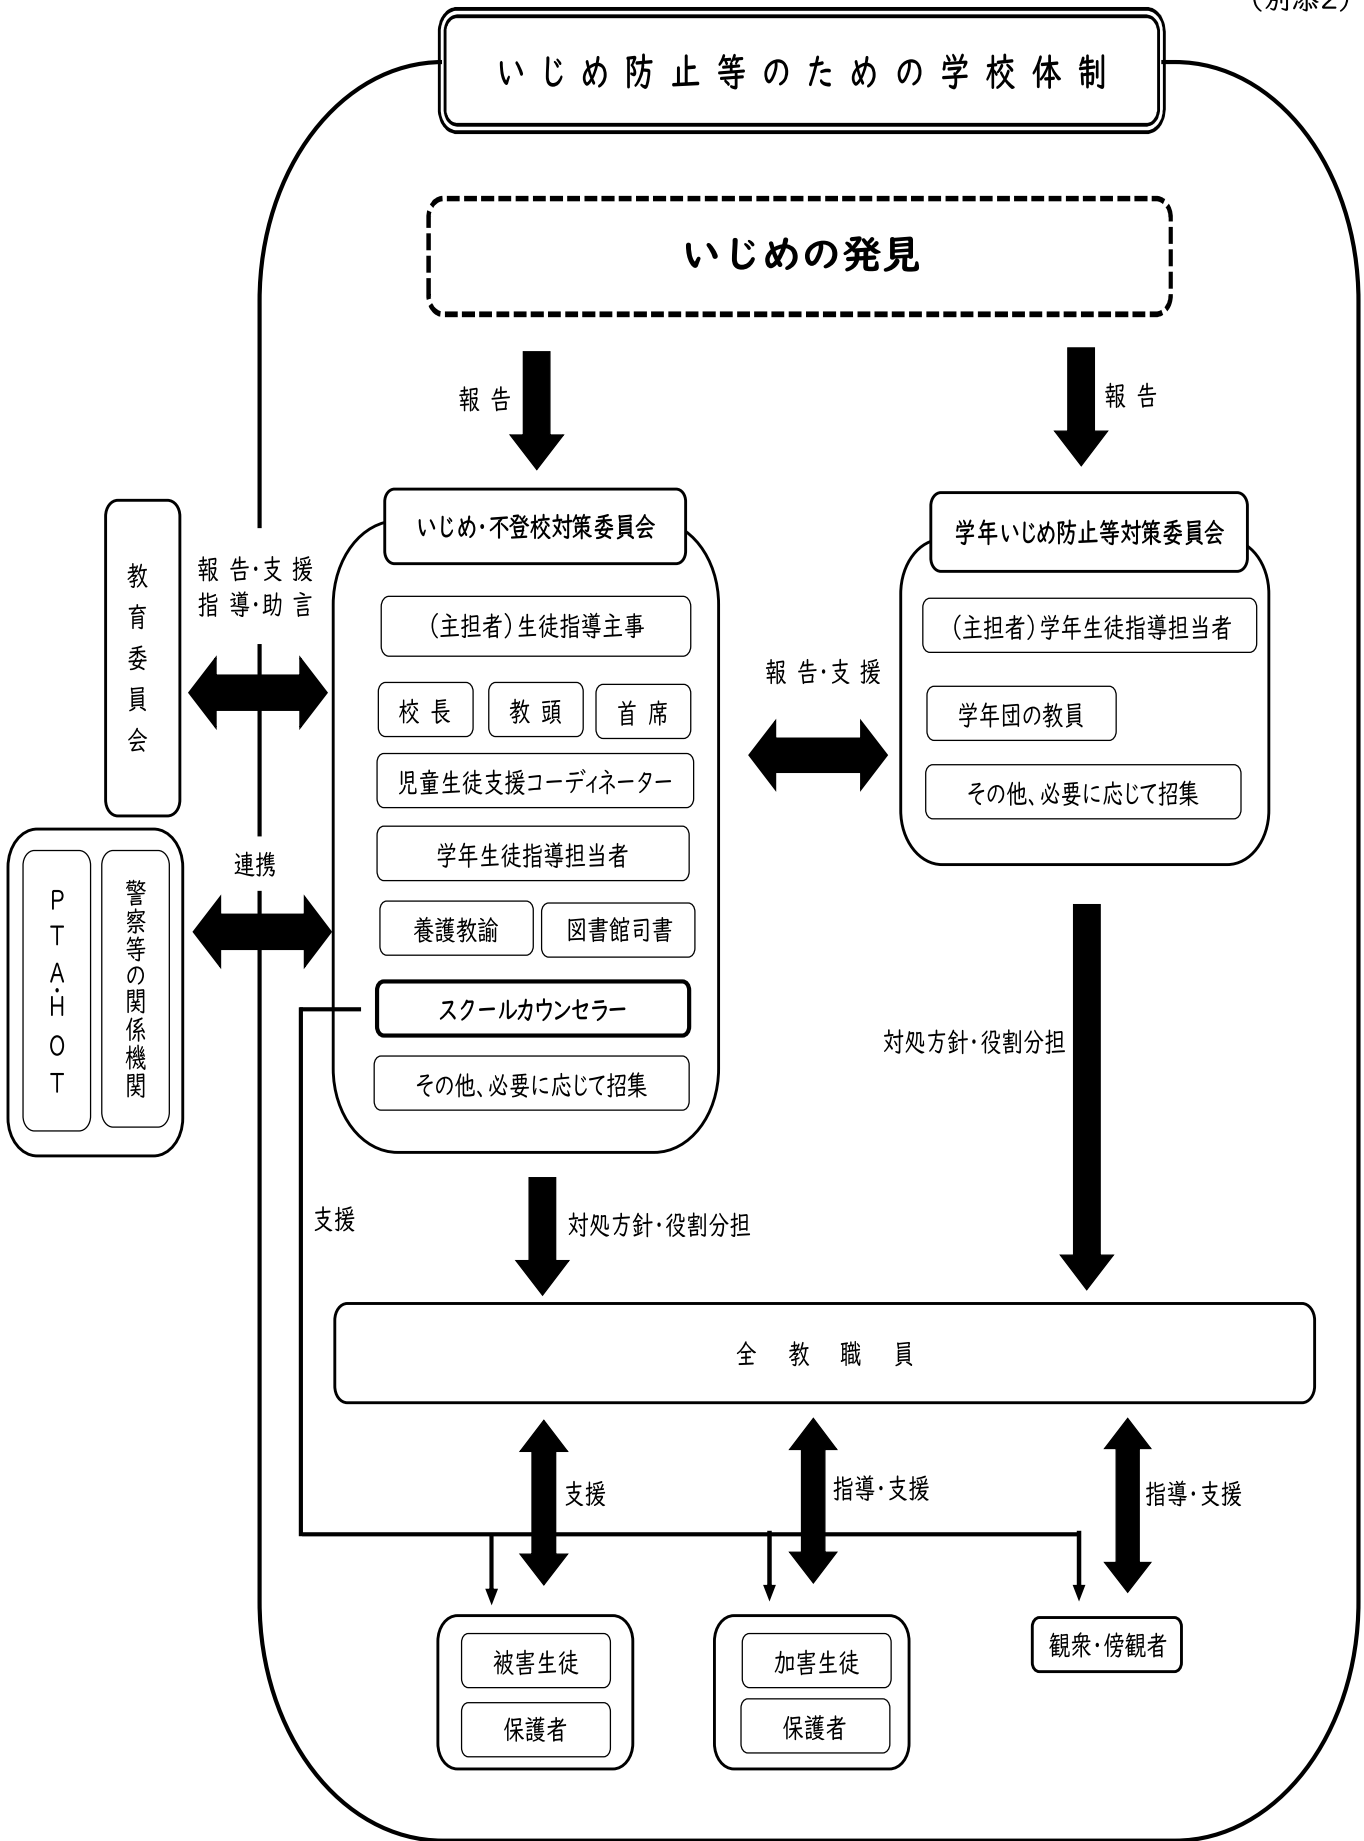 （別添２）
いじめ防止等のための学校体制
いじめの発見
報告
報告
いじめ・不登校対策委員会
（主担者）生徒指導主事
校長
教頭
首席
児童生徒支援コーディネーター
学年生徒指導担当者
養護教諭
図書館司書
スクールカウンセラー
その他、必要に応じて招集
学年いじめ防止等対策委員会
（主担者）学年生徒指導担当者
学年団の教員
その他、必要に応じて招集
教育委員会
報告・支援
指導・助言
報告・支援
連携
PTA・HOT
警察等の関係機関
対処方針・役割分担
支援
対処方針・役割分担
全教職員
支援
指導・支援
指導・支援
被害生徒
保護者
加害生徒
保護者
観衆・傍観者